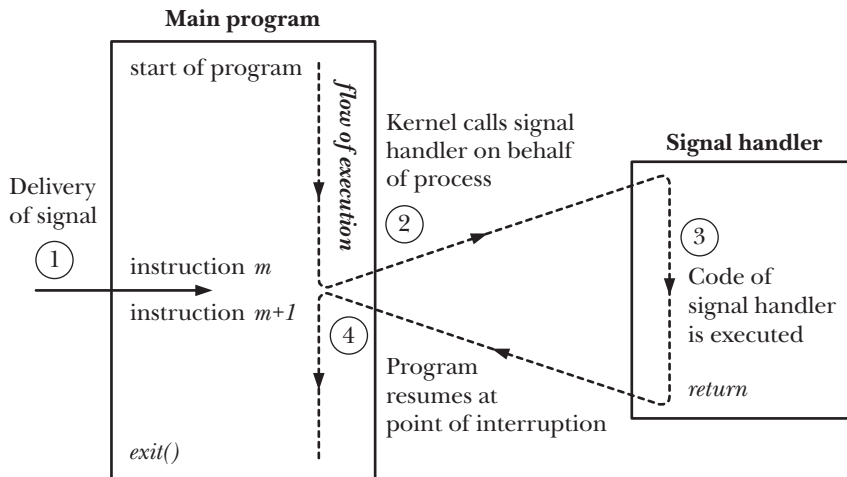 Main program
start of program
flow of execution
Kernel calls signal
handler on behalf
of process
Signal handler
Delivery
of signal
1
2
3
instruction m
instruction m+1
Code of
signal handler
is executed
4
Program
resumes at
point of interruption
return
exit()